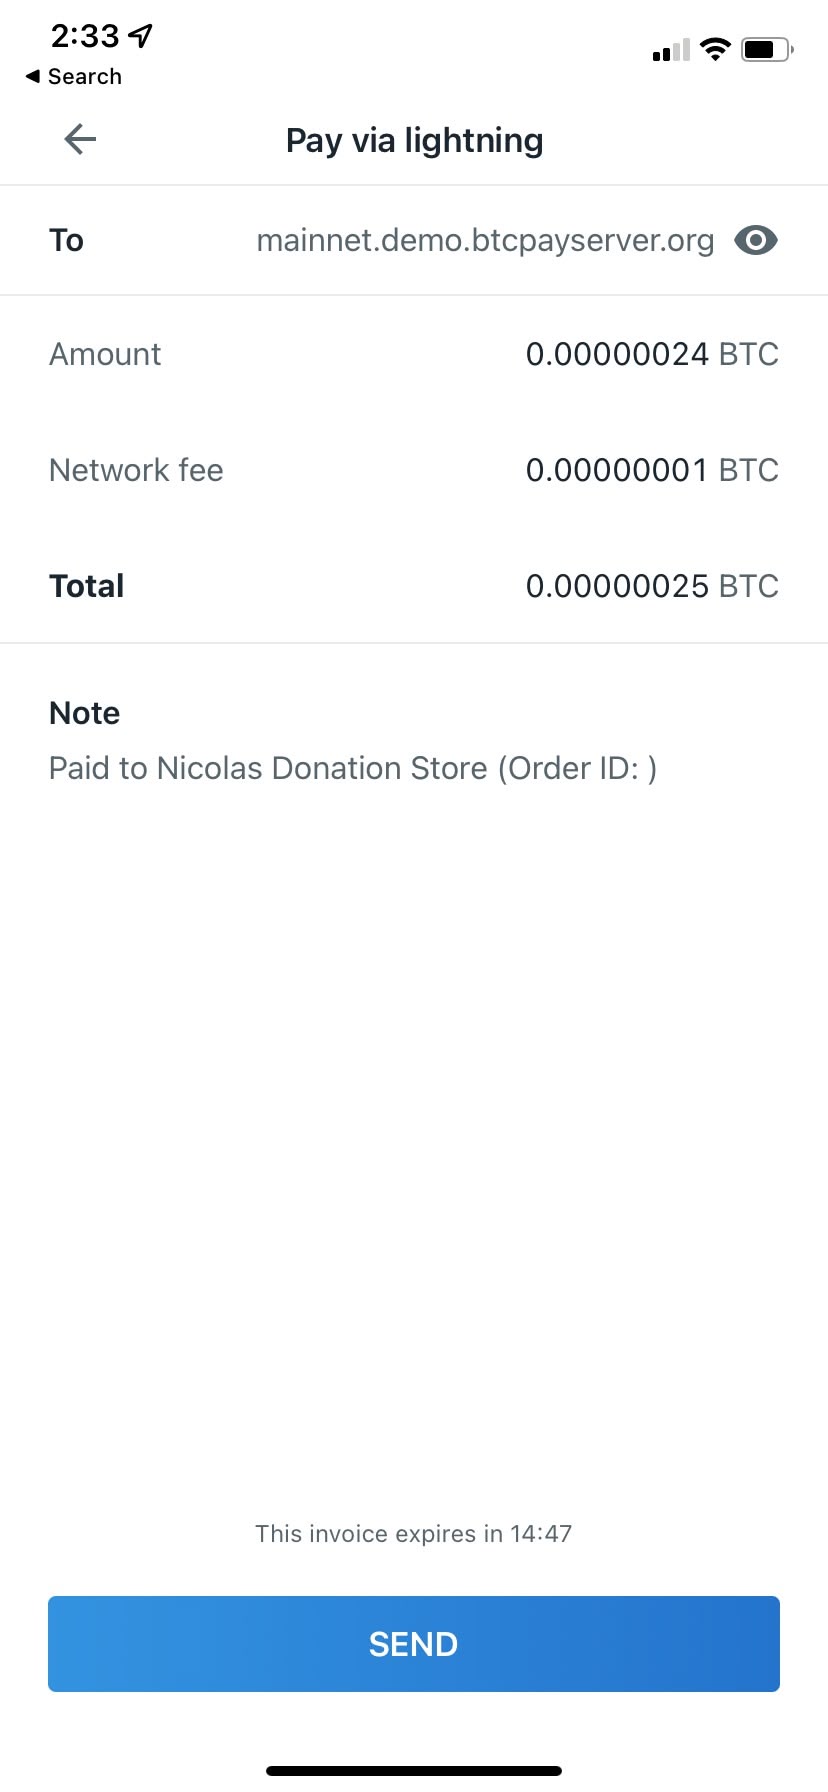 2:33
Search
Pay via lightning
To mainnet.demo.btcpayserver.org
Amount 0.00000024 BTC
Network fee 0.00000001 BTC
Total 0.00000025 BTC
Note
Paid to Nicolas Donation Store (Order ID: )
This invoice expires in 14:47
SEND